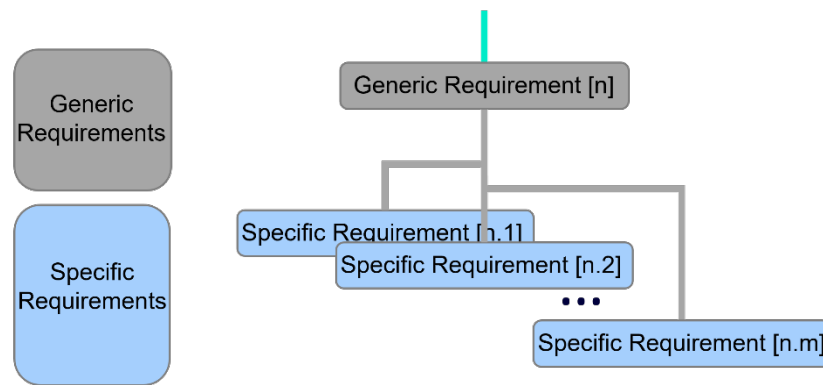 Generic
Requirements
Generic Requirement [n]
Specific
Requirements
Specific Requirement [n.1]
Specific Requirement [n.2]
...
Specific Requirement [n.m]